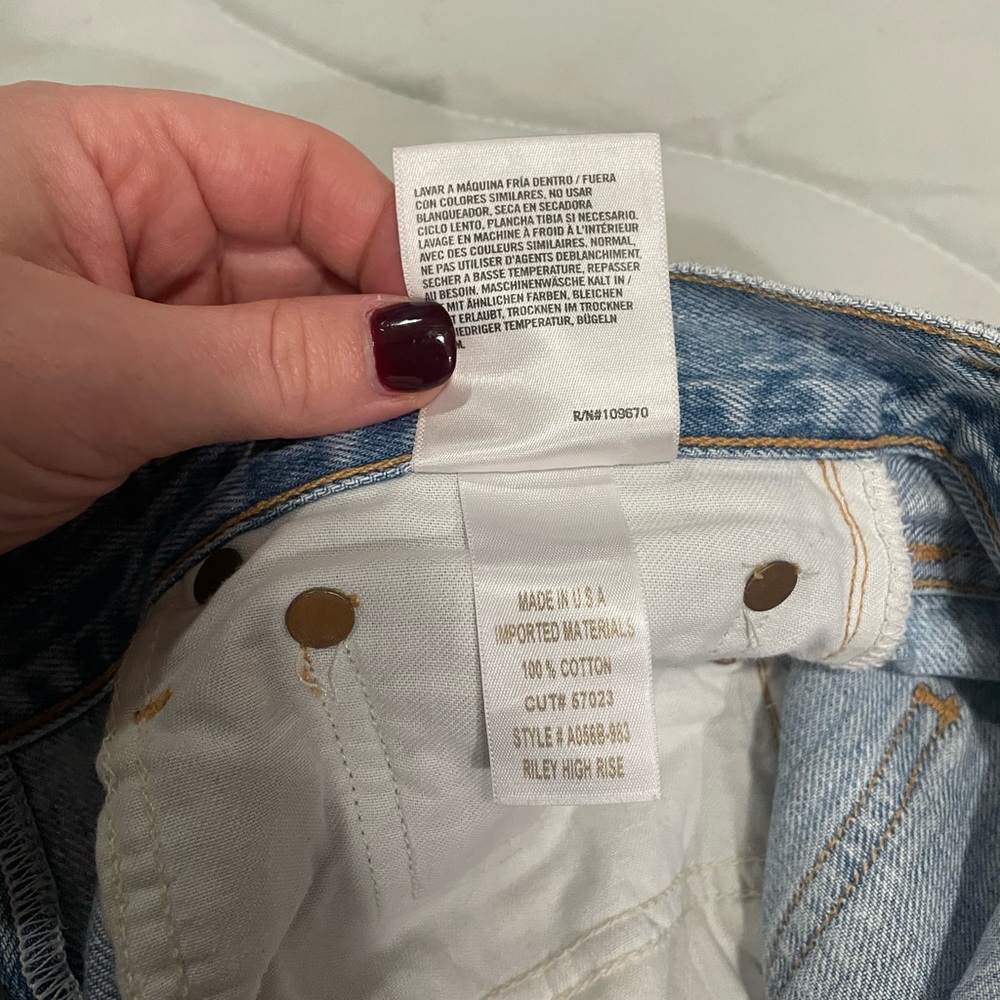 LAVAR A MÁQUINA FRÍA DENTRO / FUERA
CON COLORES SIMILARES, NO USAR
BLANQUEADOR, SECA EN SECADORA
CICLO LENTO, PLANCHA TIBIA SI NECESARIO.
LAVAGE EN MACHINE À FROID À L'INTÉRIEUR
AVEC DES COULEURS SIMILAIRES, NORMAL,
NE PAS UTILISER D'AGENTS DEBLANCHIMENT,
SECHER A BASSE TEMPERATURE, REPASSER
AU BESOIN, MASCHINENWÄSCHE KALT IN /
MIT ÄHNLICHEN FARBEN, BLEICHEN
ERLAUBT, TROCKNEN IM TROCKNER
TEMPERATUR, BÜGELN
R/N#109670
MADE IN U.S.A
IMPORTED MATERIALS
100 % COTTON
CUT# 57023
STYLE # A056B-983
RILEY HIGH RISE